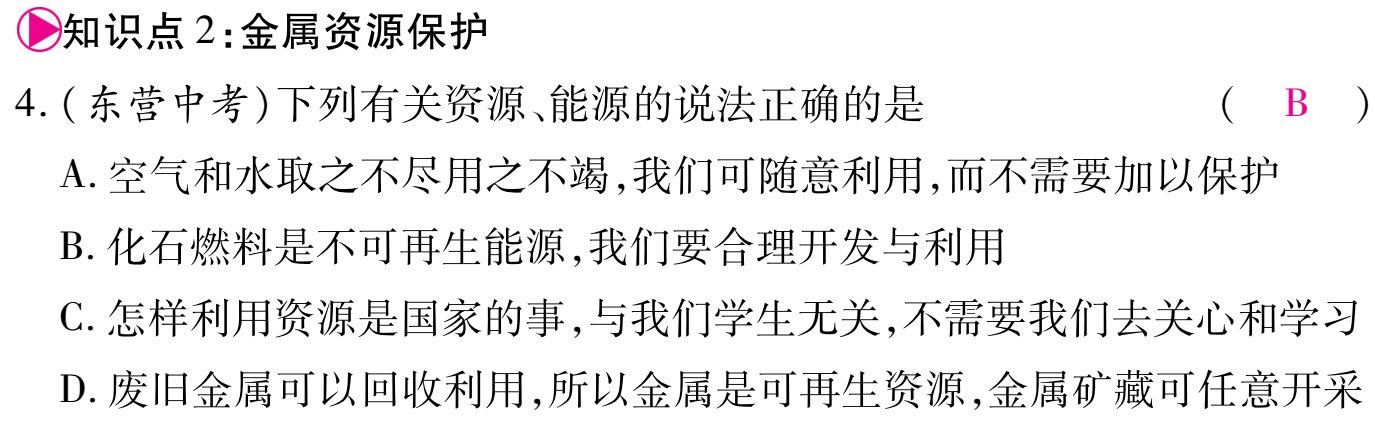 知识点2:金属资源保护
4.(东营中考)下列有关资源、能源的说法正确的是 ( B )
A.空气和水取之不尽用之不竭,我们可随意利用,而不需要加以保护
B.化石燃料是不可再生能源,我们要合理开发与利用
C.怎样利用资源是国家的事,与我们学生无关,不需要我们去关心和学习
D.废旧金属可以回收利用,所以金属是可再生资源,金属矿藏可任意开采